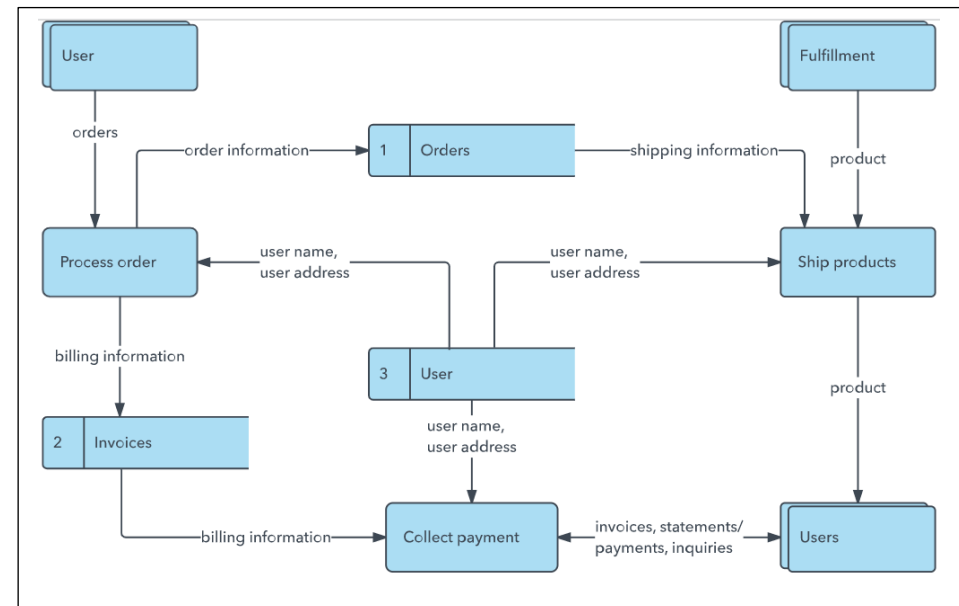 User
Fulfillment
orders
order information
1
Orders
shipping information
product
Process order
user name,
user address
user name,
user address
Ship products
billing information
3
User
product
2
Invoices
user name,
user address
billing information
Collect payment
invoices, statements/
payments, inquiries
Users